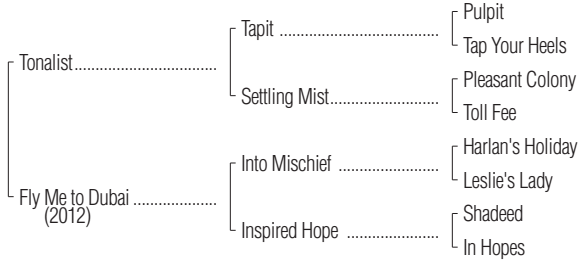 Pulpit
Tapit
Tap Your Heels
Tonalist
Pleasant Colony
Settling Mist
Toll Fee
Harlan's Holiday
Into Mischief
Leslie's Lady
Fly Me to Dubai
(2012)
Shadeed
Inspired Hope
In Hopes